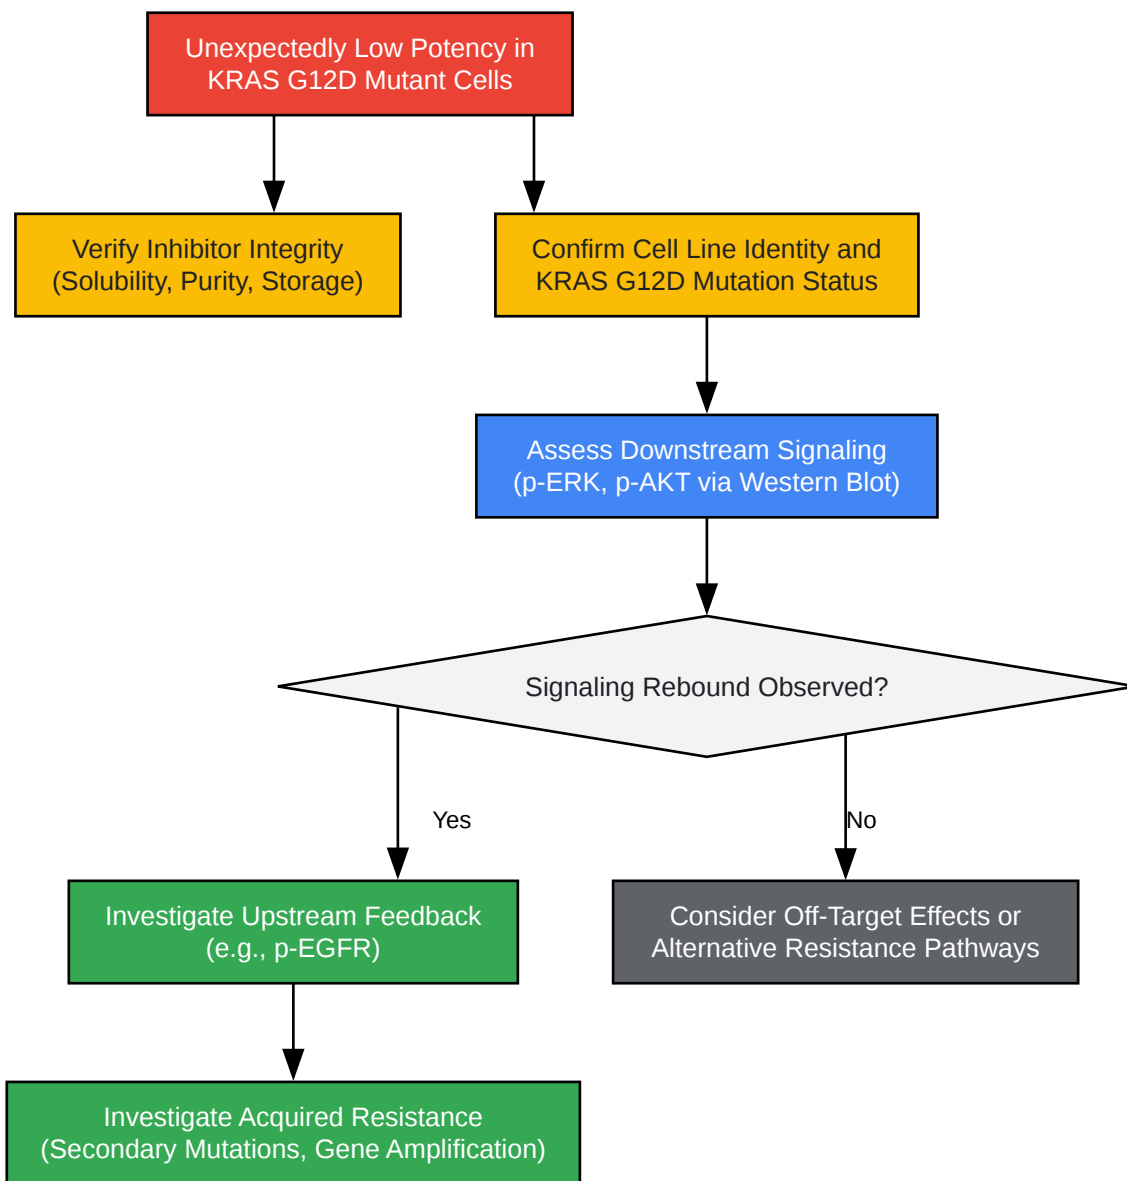 Unexpectedly Low Potency in
KRAS G12D Mutant Cells
Verify Inhibitor Integrity
(Solubility, Purity, Storage)
Confirm Cell Line Identity and
KRAS G12D Mutation Status
Assess Downstream Signaling
(p-ERK, p-AKT via Western Blot)
Signaling Rebound Observed?
Yes
No
Investigate Upstream Feedback
(e.g., p-EGFR)
Consider Off-Target Effects or
Alternative Resistance Pathways
Investigate Acquired Resistance
(Secondary Mutations, Gene Amplification)